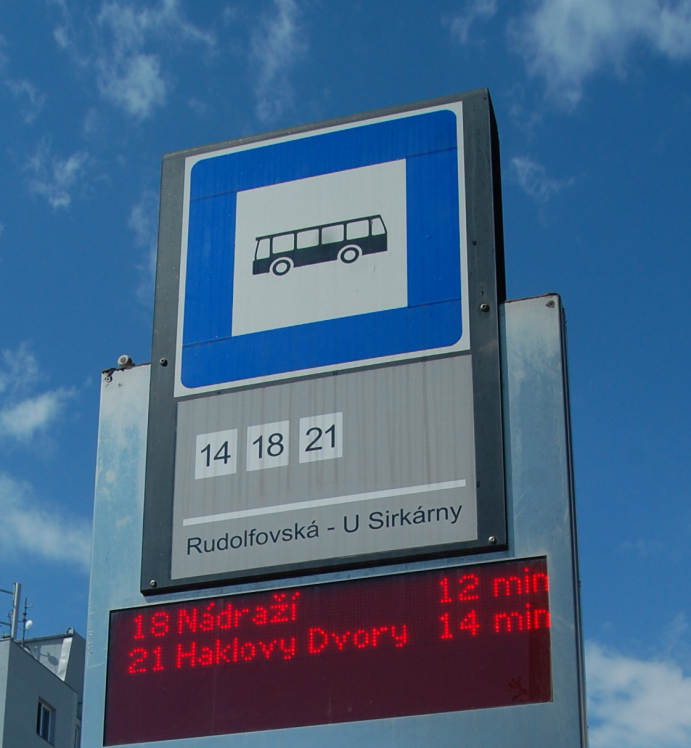 14 18 21
Rudolfovská - U Sirkárny
18 Nádraží 12 min
21 Haklovy Dvory 14 min